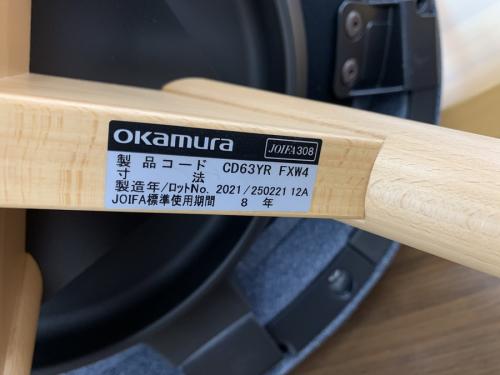 okamura JOIFA308
製品コード CD63YR FXW4
寸法
製造年/ロットNo. 2021/250221 12A
JOIFA標準使用期間 8 年